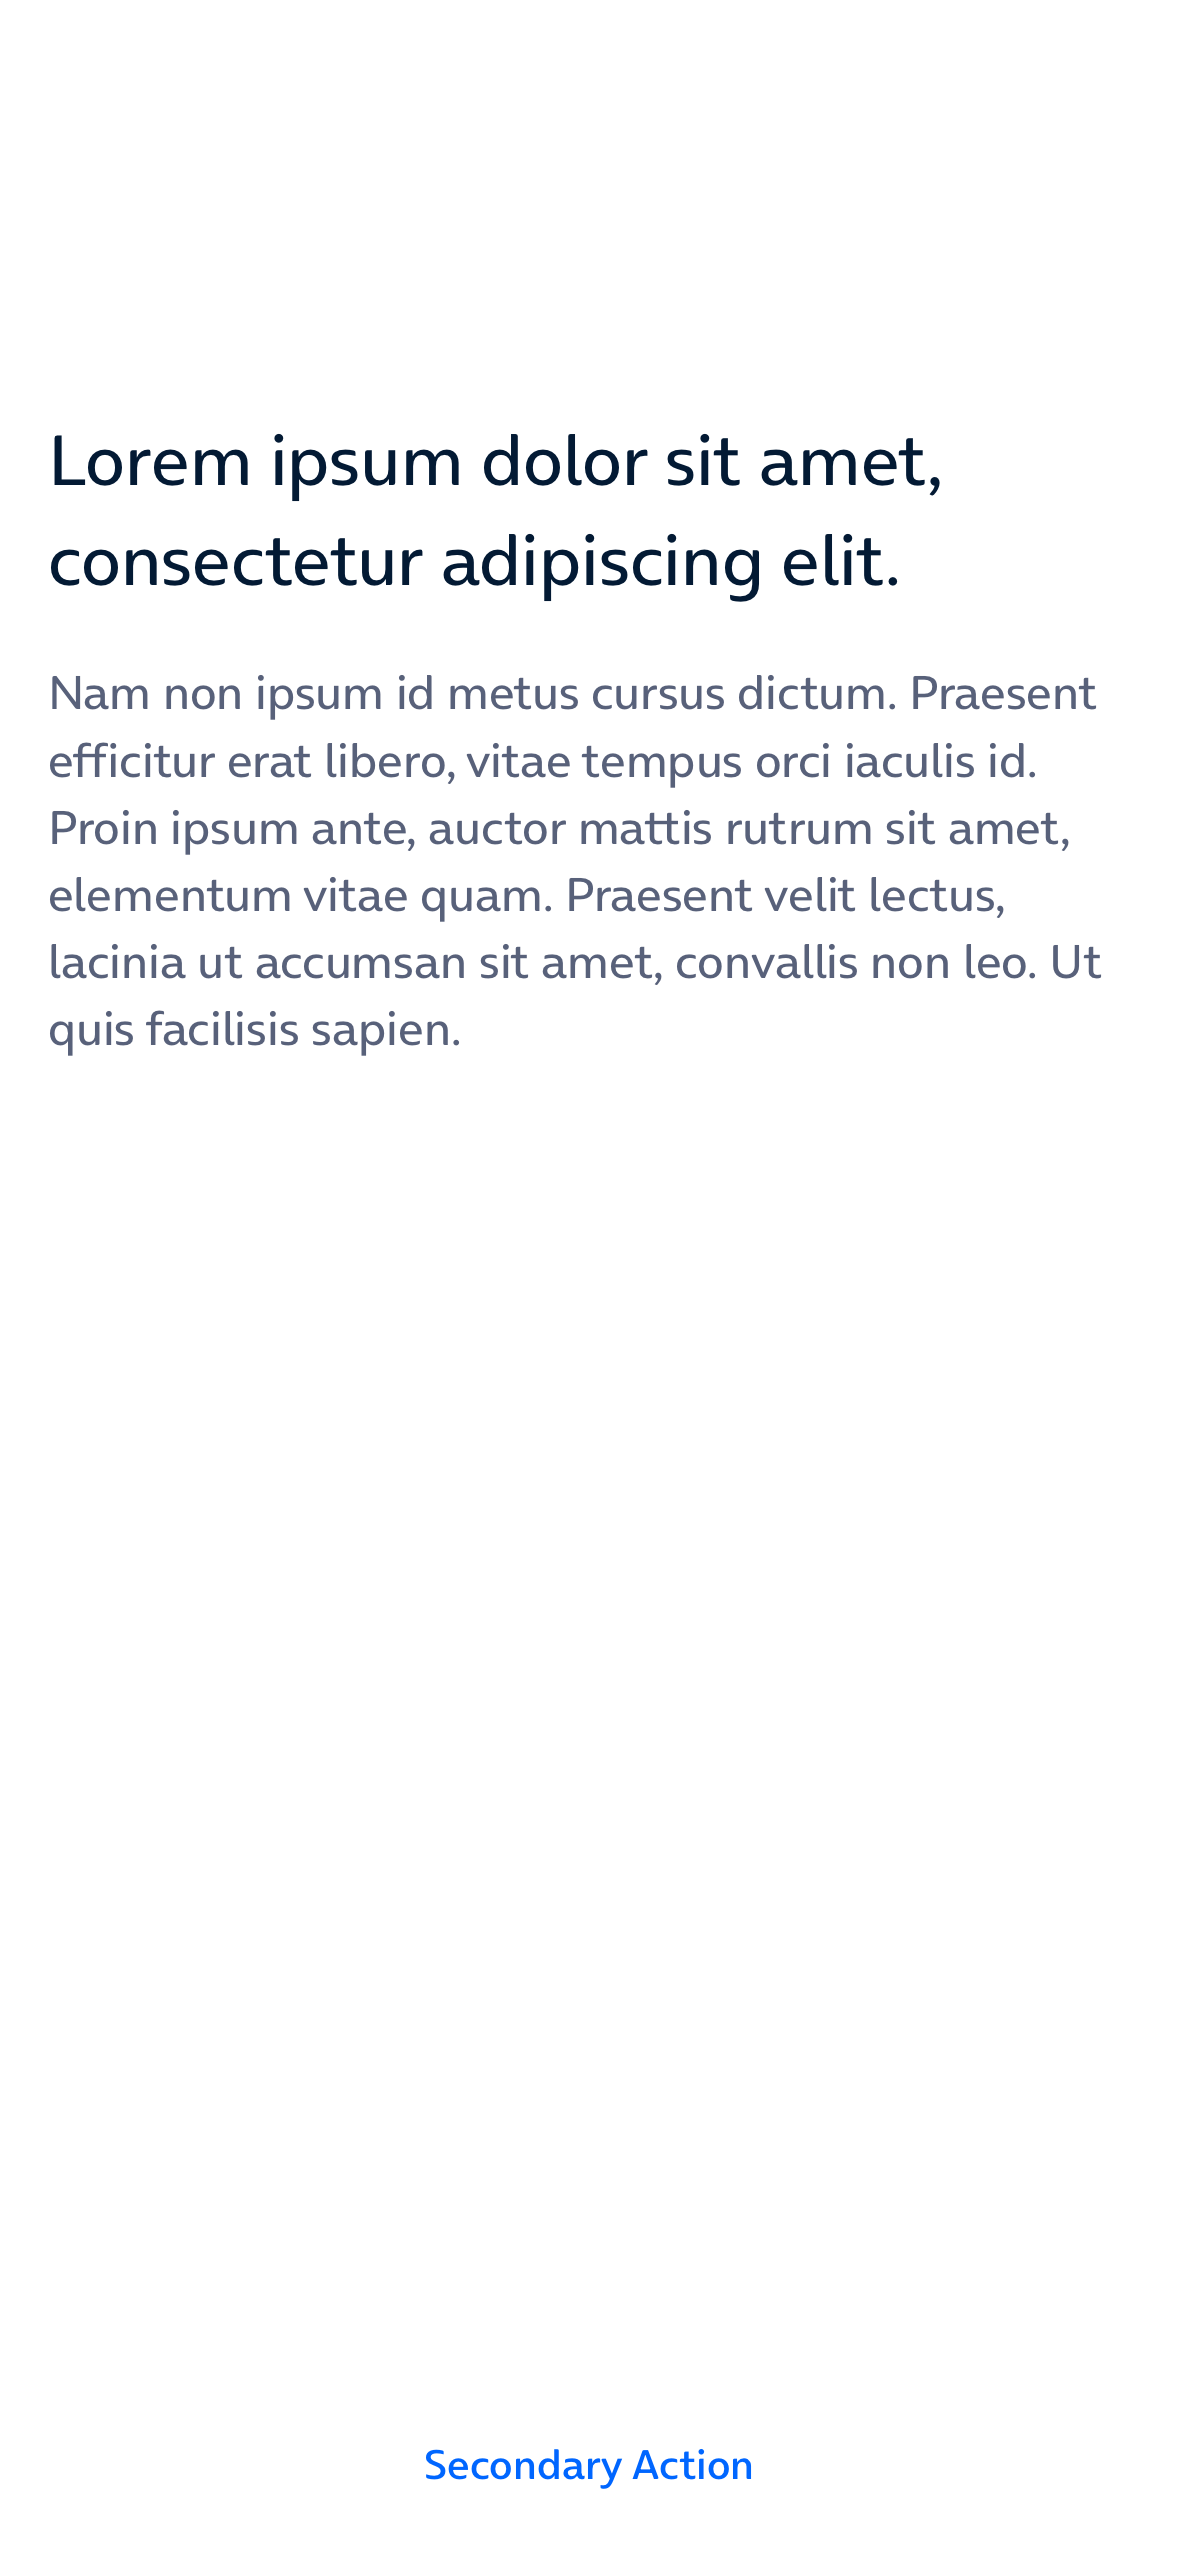 Lorem ipsum dolor sit amet,
consectetur adipiscing elit.
Nam non ipsum id metus cursus dictum. Praesent
efficitur erat libero, vitae tempus orci iaculis id.
Proin ipsum ante, auctor mattis rutrum sit amet,
elementum vitae quam. Praesent velit lectus,
lacinia ut accumsan sit amet, convallis non leo. Ut
quis facilisis sapien.
Secondary Action